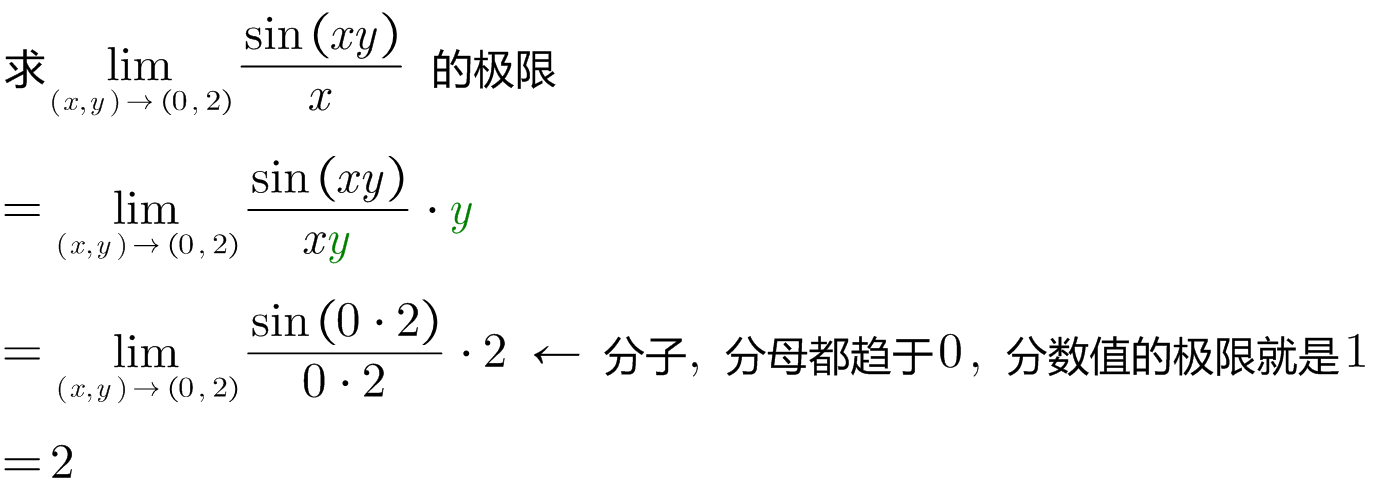 求 \lim_{(x,y)\to(0,2)} \frac{\sin(xy)}{x} 的极限
= \lim_{(x,y)\to(0,2)} \frac{\sin(xy)}{xy} \cdot y
= \lim_{(x,y)\to(0,2)} \frac{\sin(0 \cdot 2)}{0 \cdot 2} \cdot 2 ← 分子, 分母都趋于0, 分数值的极限就是1
= 2